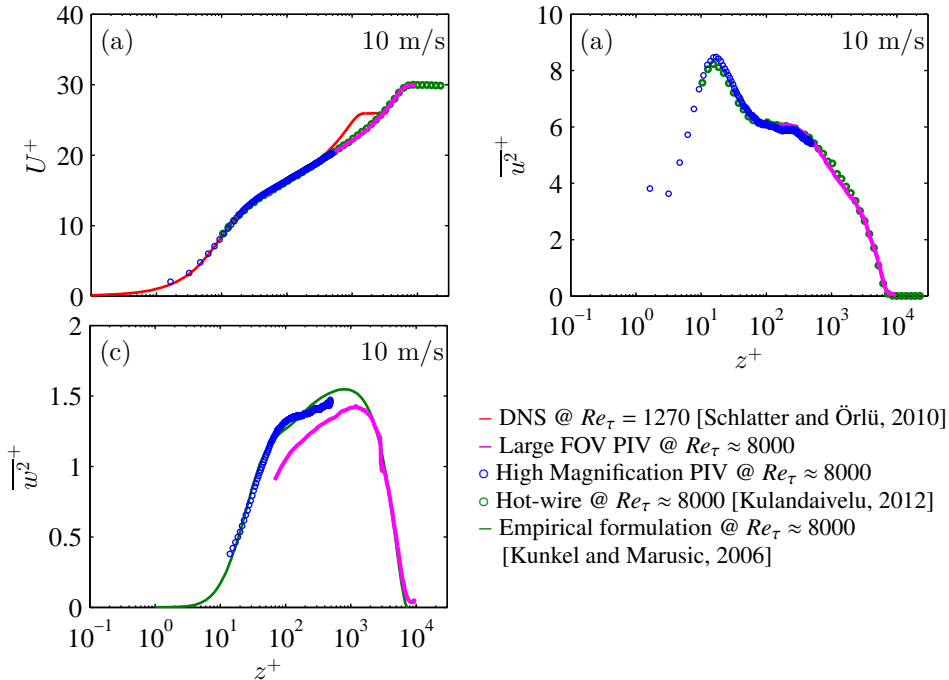 (a)
10 m/s
40
30
20
10
0
U⁺
(a)
10 m/s
10
8
6
4
2
0
u²⁺
10⁻¹ 10⁰ 10¹ 10² 10³ 10⁴
z⁺
(c)
10 m/s
2
1.5
1
0.5
0
w²⁺
10⁻¹ 10⁰ 10¹ 10² 10³ 10⁴
z⁺
DNS @ Reτ = 1270 [Schlatter and Örlü, 2010]
Large FOV PIV @ Reτ ≈ 8000
High Magnification PIV @ Reτ ≈ 8000
Hot-wire @ Reτ ≈ 8000 [Kulandaivelu, 2012]
Empirical formulation @ Reτ ≈ 8000
[Kunkel and Marusic, 2006]